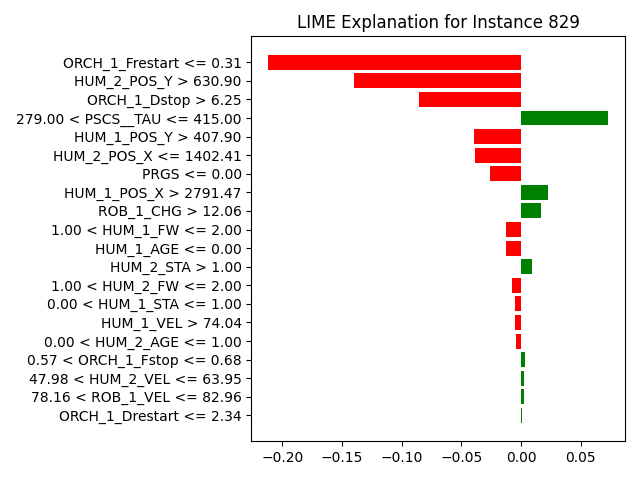 LIME Explanation for Instance 829
ORCH_1_Frestart <= 0.31
HUM_2_POS_Y > 630.90
ORCH_1_Dstop > 6.25
279.00 < PSCS__TAU <= 415.00
HUM_1_POS_Y > 407.90
HUM_2_POS_X <= 1402.41
PRGS <= 0.00
HUM_1_POS_X > 2791.47
ROB_1_CHG > 12.06
1.00 < HUM_1_FW <= 2.00
HUM_1_AGE <= 0.00
HUM_2_STA > 1.00
1.00 < HUM_2_FW <= 2.00
0.00 < HUM_1_STA <= 1.00
HUM_1_VEL > 74.04
0.00 < HUM_2_AGE <= 1.00
0.57 < ORCH_1_Fstop <= 0.68
47.98 < HUM_2_VEL <= 63.95
78.16 < ROB_1_VEL <= 82.96
ORCH_1_Drestart <= 2.34
−0.20 −0.15 −0.10 −0.05 0.00 0.05